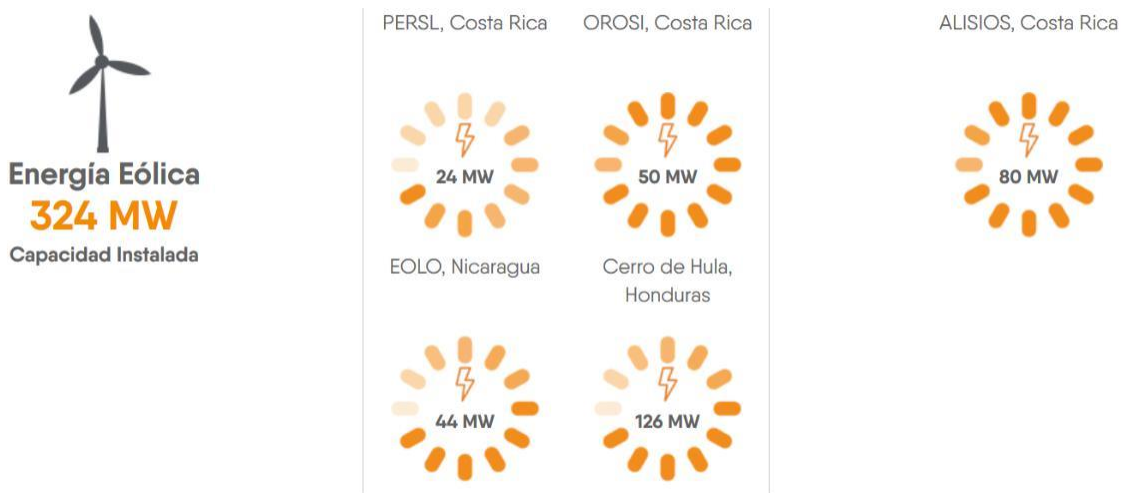 Energía Eólica
324 MW
Capacidad Instalada
PERSL, Costa Rica
24 MW
OROSI, Costa Rica
50 MW
ALISIOS, Costa Rica
80 MW
EOLO, Nicaragua
44 MW
Cerro de Hula,
Honduras
126 MW